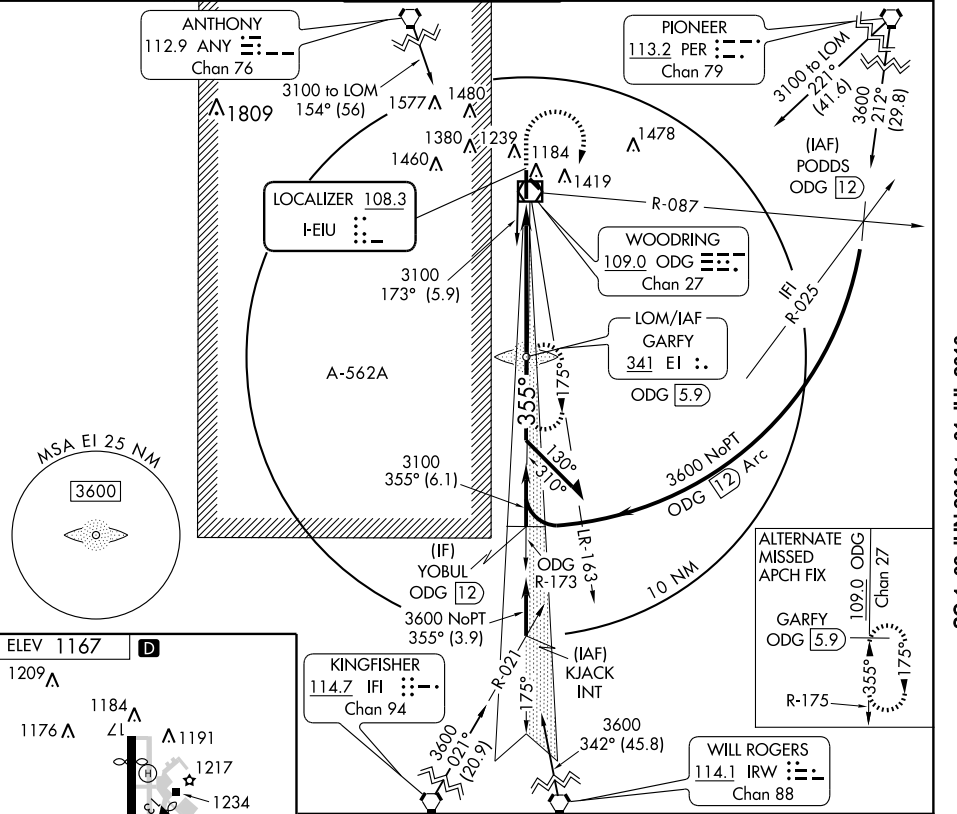 ANTHONY
112.9 ANY
Chan 76
3100 to LOM
154° (56)
1809
1577
1480
1380
1239
1460
1184
1478
1419
PIONEER
113.2 PER
Chan 79
3100 to LOM
221°
(41.6)
3600
212°
(29.8)
(IAF)
PODDS
ODG 12
LOCALIZER 108.3
I-EIU
R-087
WOODRING
109.0 ODG
Chan 27
3100
173° (5.9)
IFI
R-025
LOM/IAF
GARFY
341 EI
ODG 5.9
A-562A
355°
175°
MSA EI 25 NM
3600
3100
355° (6.1)
130°
310°
3600 NoPT
ODG 12 Arc
LR-163
(IF)
YOBUL
ODG 12
ODG
R-173
10 NM
3600 NoPT
355° (3.9)
(IAF)
KJACK
INT
R-021
175°
KINGFISHER
114.7 IFI
Chan 94
3600
021°
(20.9)
3600
342° (45.8)
WILL ROGERS
114.1 IRW
Chan 88
ALTERNATE
MISSED
APCH FIX
109.0 ODG
Chan 27
GARFY
ODG 5.9
355°
175°
R-175
ELEV 1167
D
1209
1184
1176
17
1191
H
1217
1234
13